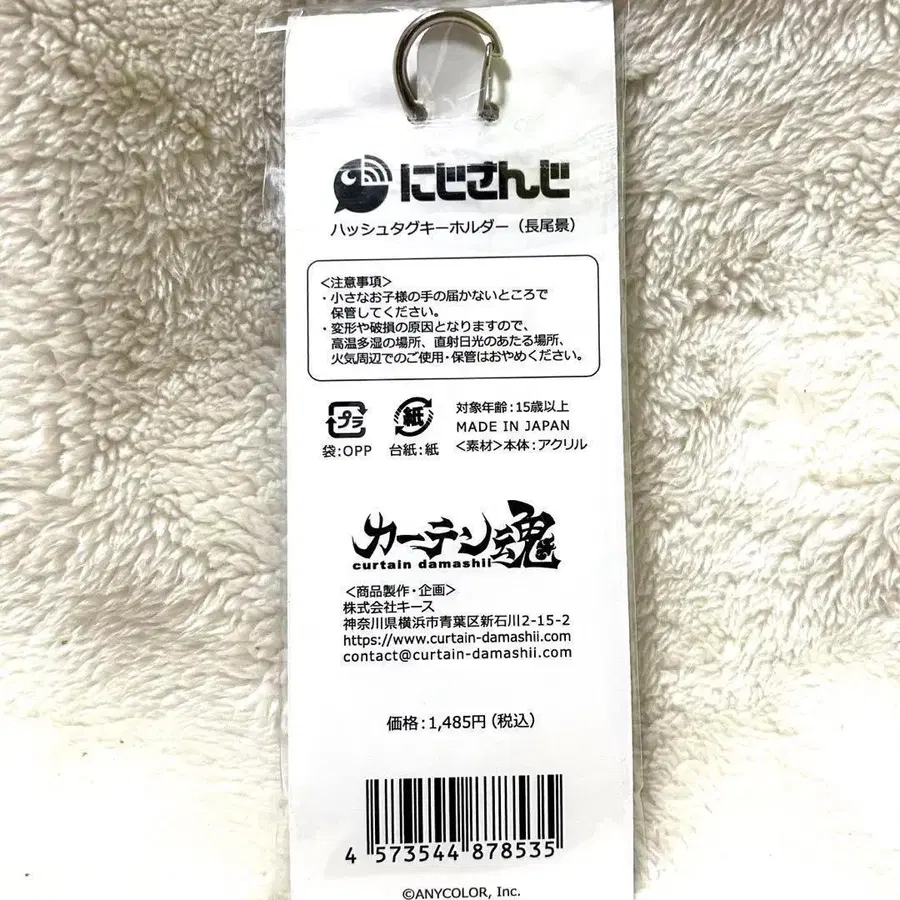 にじさんじ
ハッシュタグキーホルダー（長尾景）
＜注意事項＞
・小さなお子様の手の届かないところで
保管してください。
・変形や破損の原因となりますので、
高温多湿の場所、直射日光のあたる場所、
火気周辺でのご使用・保管はおやめください。
プラ
紙
袋:OPP
台紙:紙
対象年齢:15歳以上
MADE IN JAPAN
＜素材＞本体:アクリル
カーテン魂
curtain damashii
＜商品製作・企画＞
株式会社キース
神奈川県横浜市青葉区新石川2-15-2
https://www.curtain-damashii.com
contact@curtain-damashii.com
価格:1,485円（税込）
4 573544 878535
©ANYCOLOR, Inc.